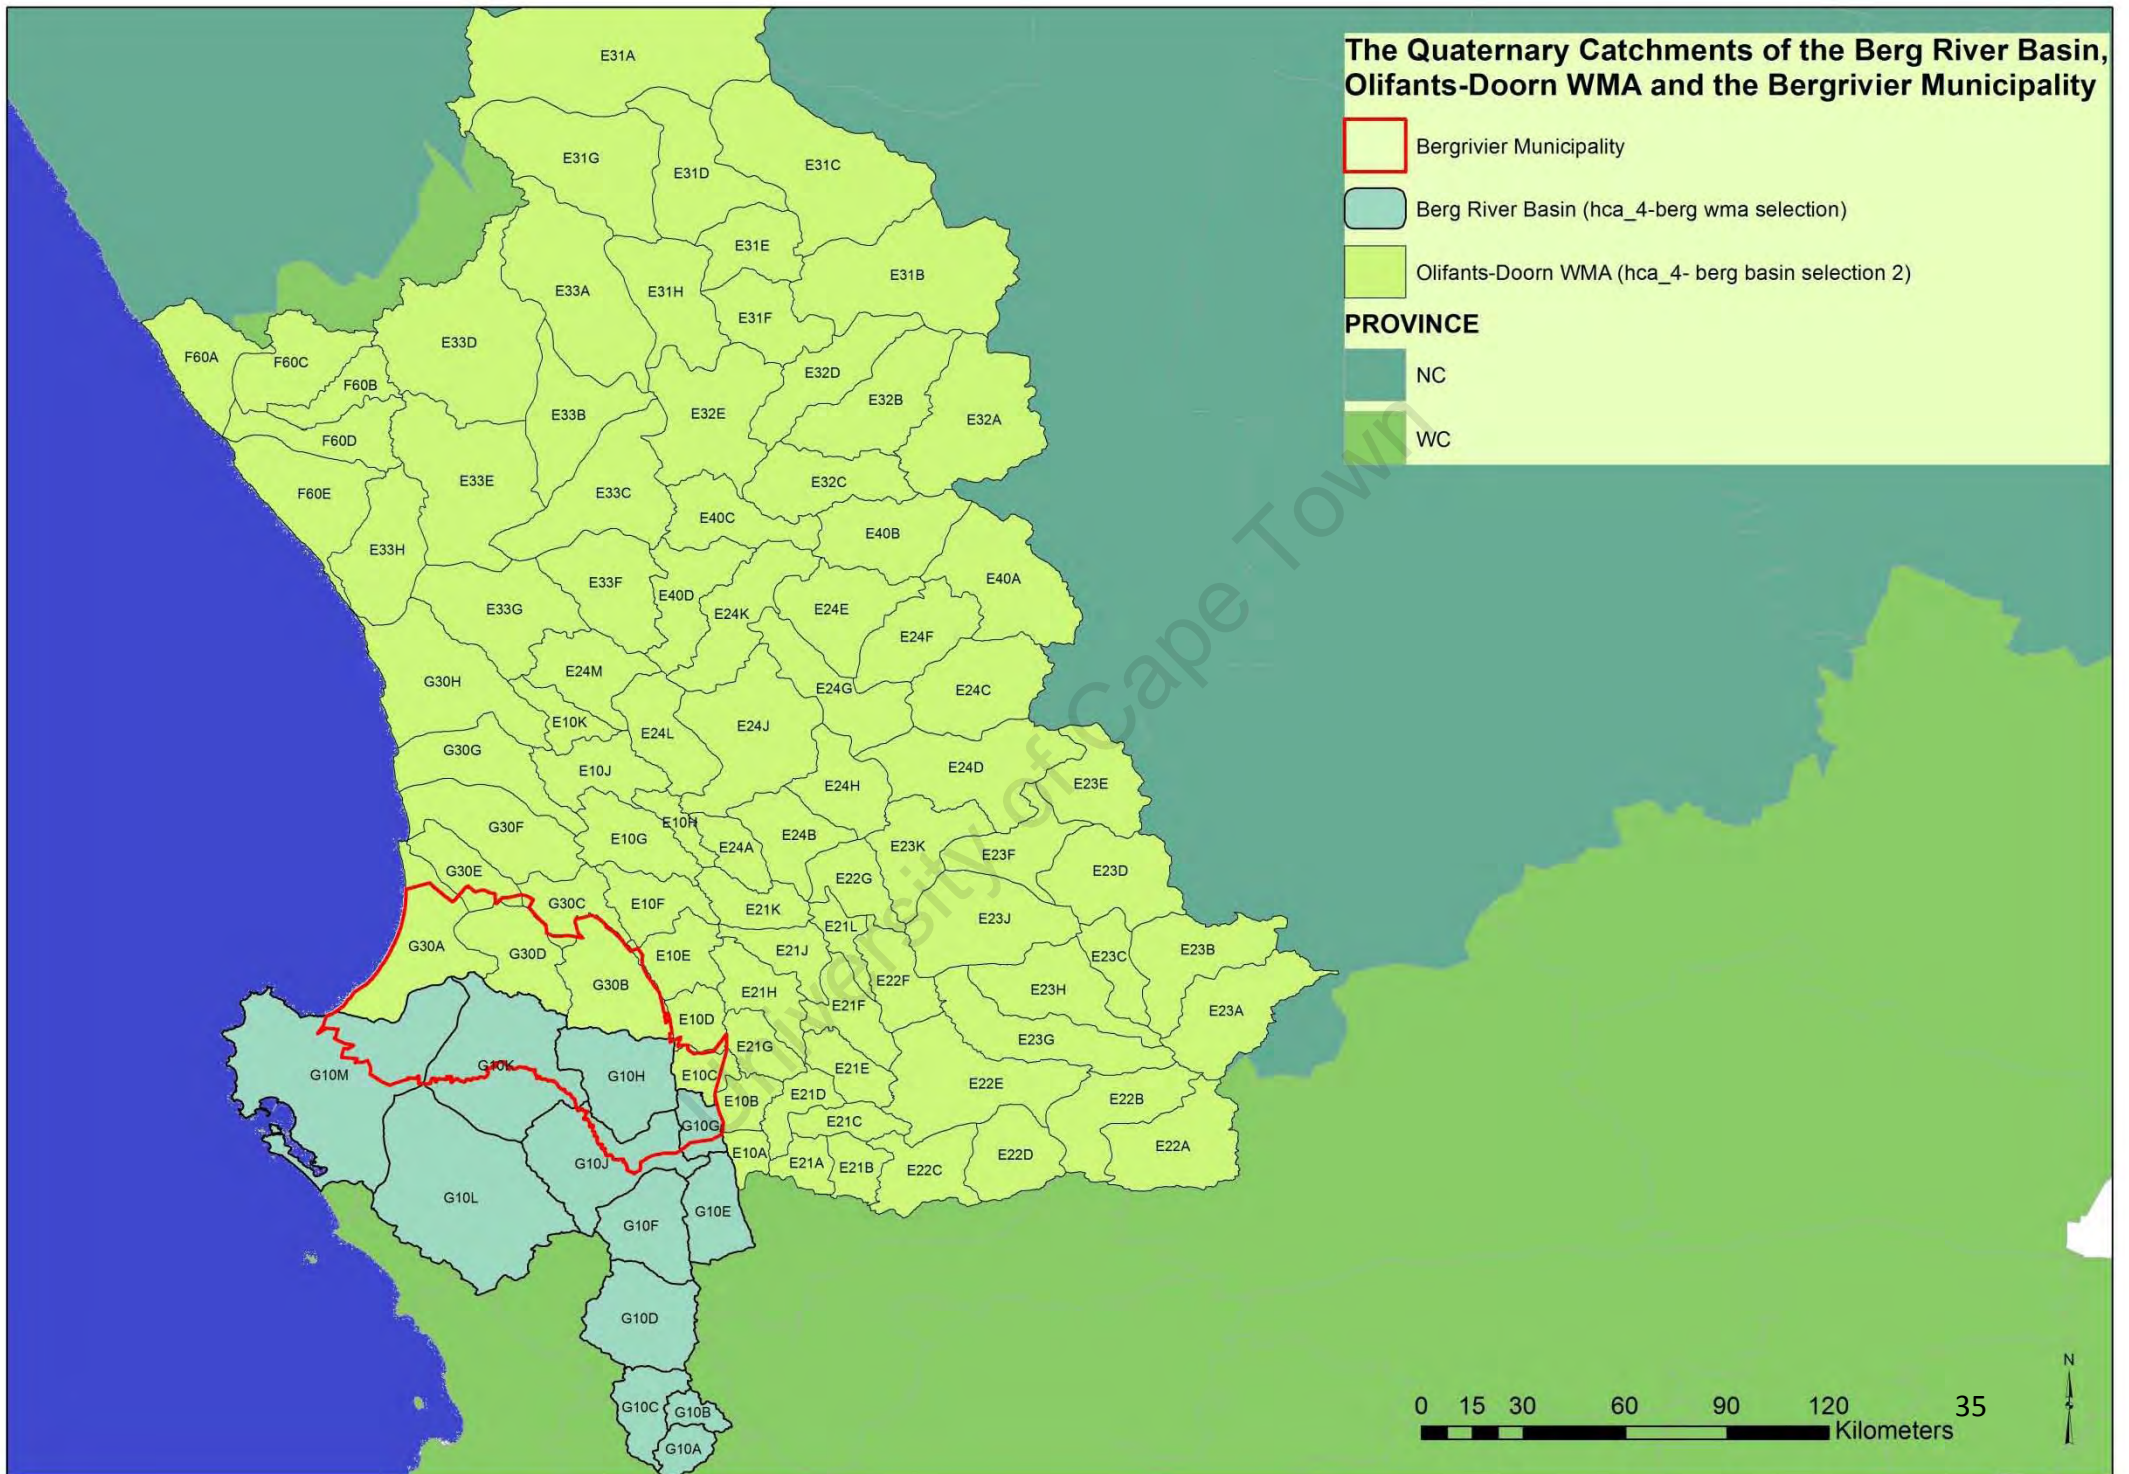 The Quaternary Catchments of the Berg River Basin,
Olifants-Doorn WMA and the Bergrivier Municipality
Bergrivier Municipality
Berg River Basin (hca_4-berg wma selection)
Olifants-Doorn WMA (hca_4- berg basin selection 2)
PROVINCE
NC
WC
E31A
E31G
E31D
E31C
E31E
E31B
E33A
E31H
E31F
E33D
F60A
F60C
F60B
E32D
E32B
E32A
E33B
E32E
F60D
E33E
E33C
E32C
F60E
E40C
E40B
E33H
E33F
E40D
E40A
E33G
E24K
E24E
E24F
G30H
E24M
E24G
E24C
E10K
E24L
E24J
G30G
E10J
E24H
E24D
E23E
G30F
E10H
E10G
E24A
E24B
E23K
E23F
G30E
E22G
E23D
G30C
E10F
E21K
E21L
E23J
G30A
G30D
E10E
E21J
E23C
E23B
G30B
E21H
E22F
E23H
E10D
E21F
E23A
E21G
E23G
G10M
G10K
G10H
E10C
E21E
E22E
E10B
E21D
E22B
G10G
E21C
E10A
E21A
E21B
E22C
E22D
E22A
G10J
G10L
G10F
G10E
G10D
G10C
G10B
G10A
University of Cape Town
N
0 15 30 60 90 120
Kilometers
35